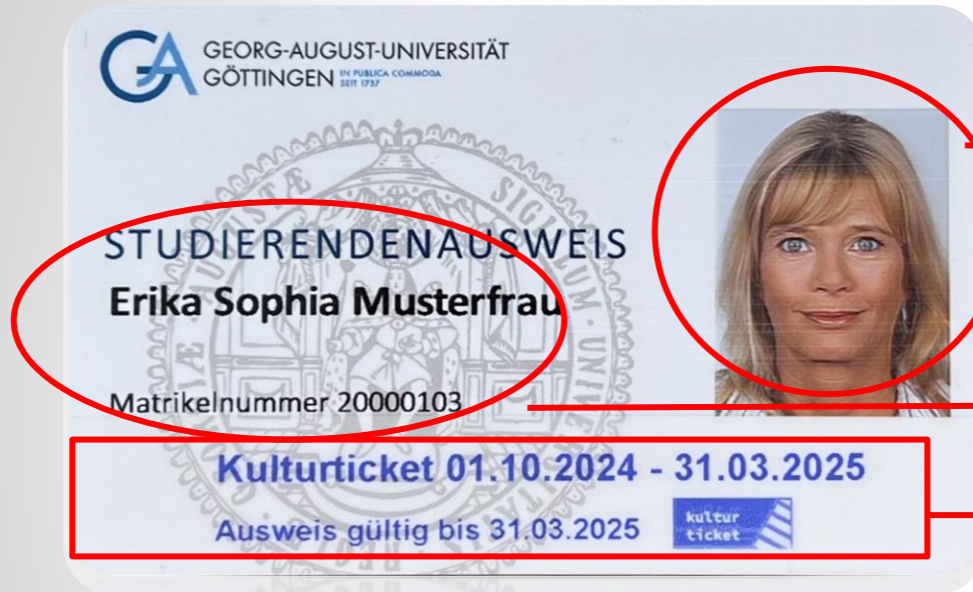 GEORG-AUGUST-UNIVERSITÄT
GÖTTINGEN IN PUBLICA COMMODA
SEIT 1737
STUDIERENDENAUSWEIS
Erika Sophia Musterfrau
Matrikelnummer 20000103
Kulturticket 01.10.2024 - 31.03.2025
Ausweis gültig bis 31.03.2025
kultur
ticket